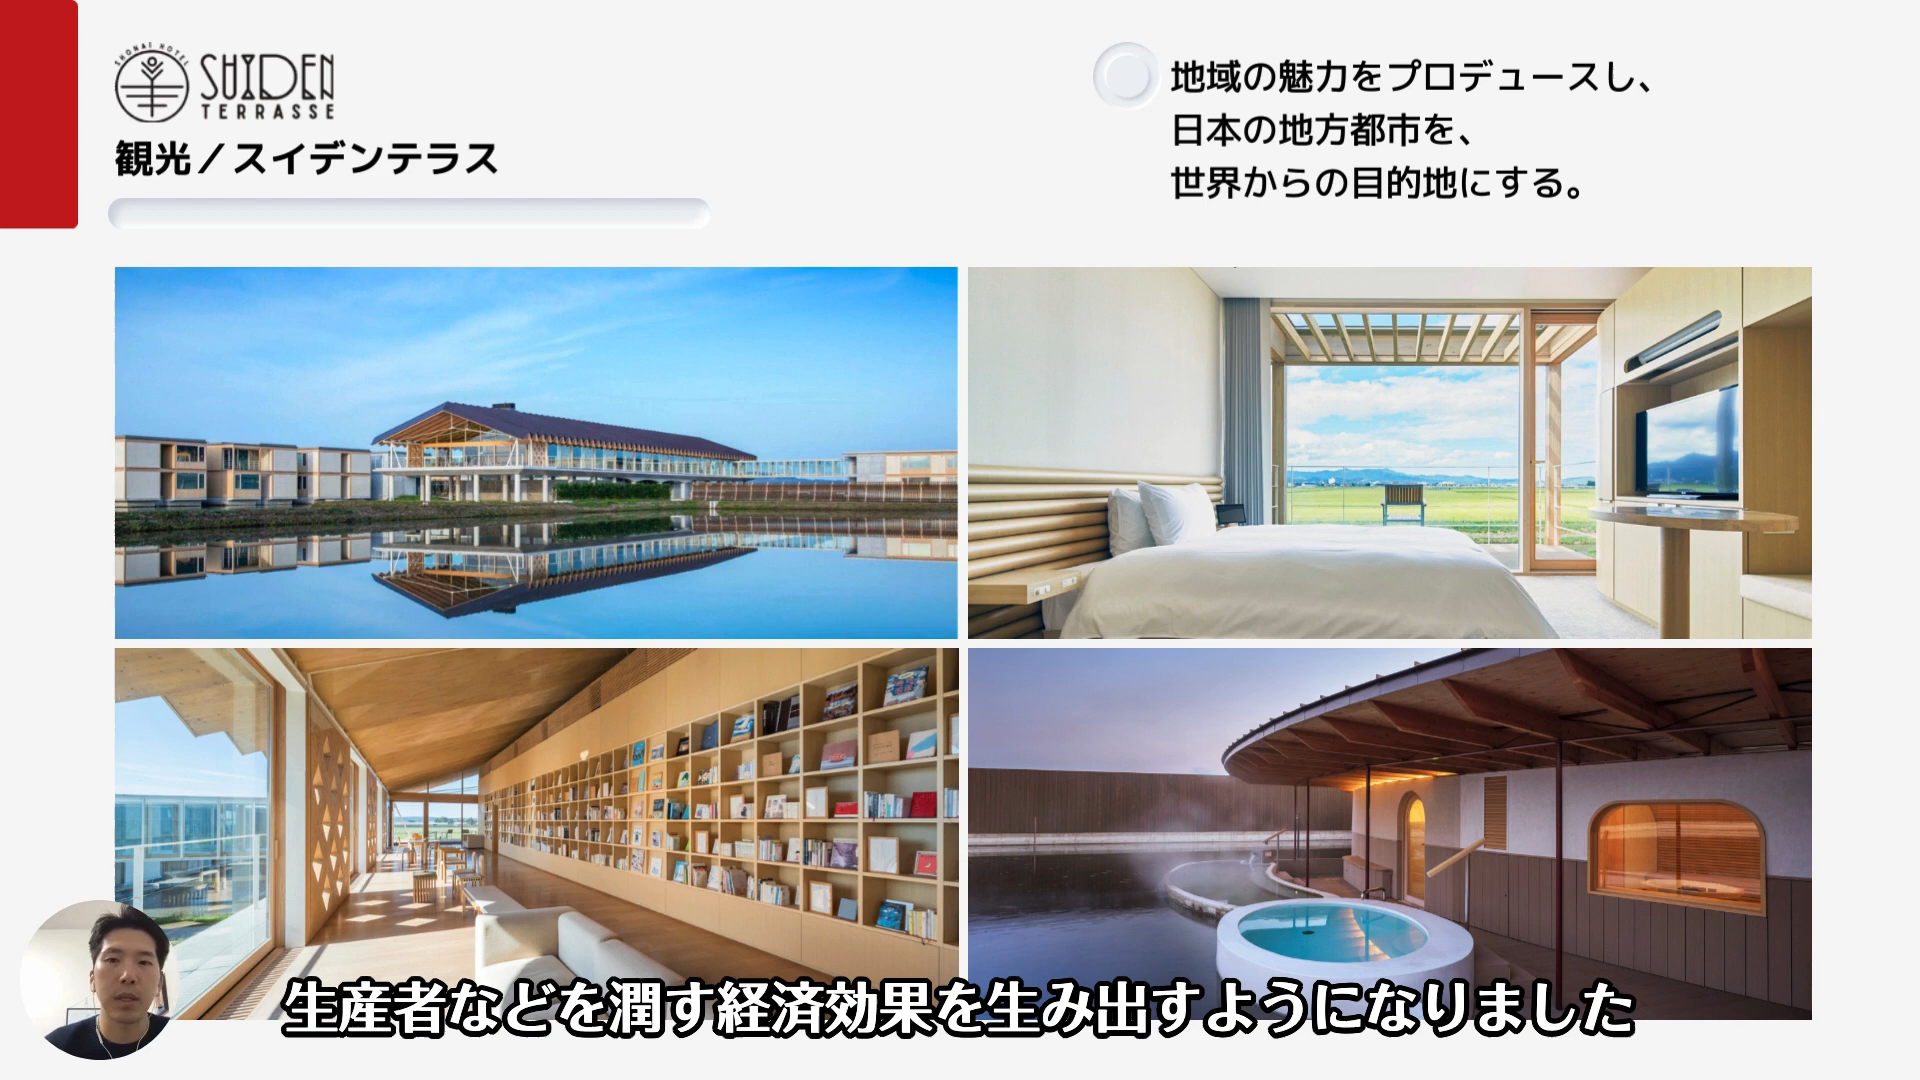 SHONAI HOTEL
SUIDEN
TERRASSE
観光／スイデンテラス
地域の魅力をプロデュースし、
日本の地方都市を、
世界からの目的地にする。
生産者などを潤す経済効果を生み出すようになりました